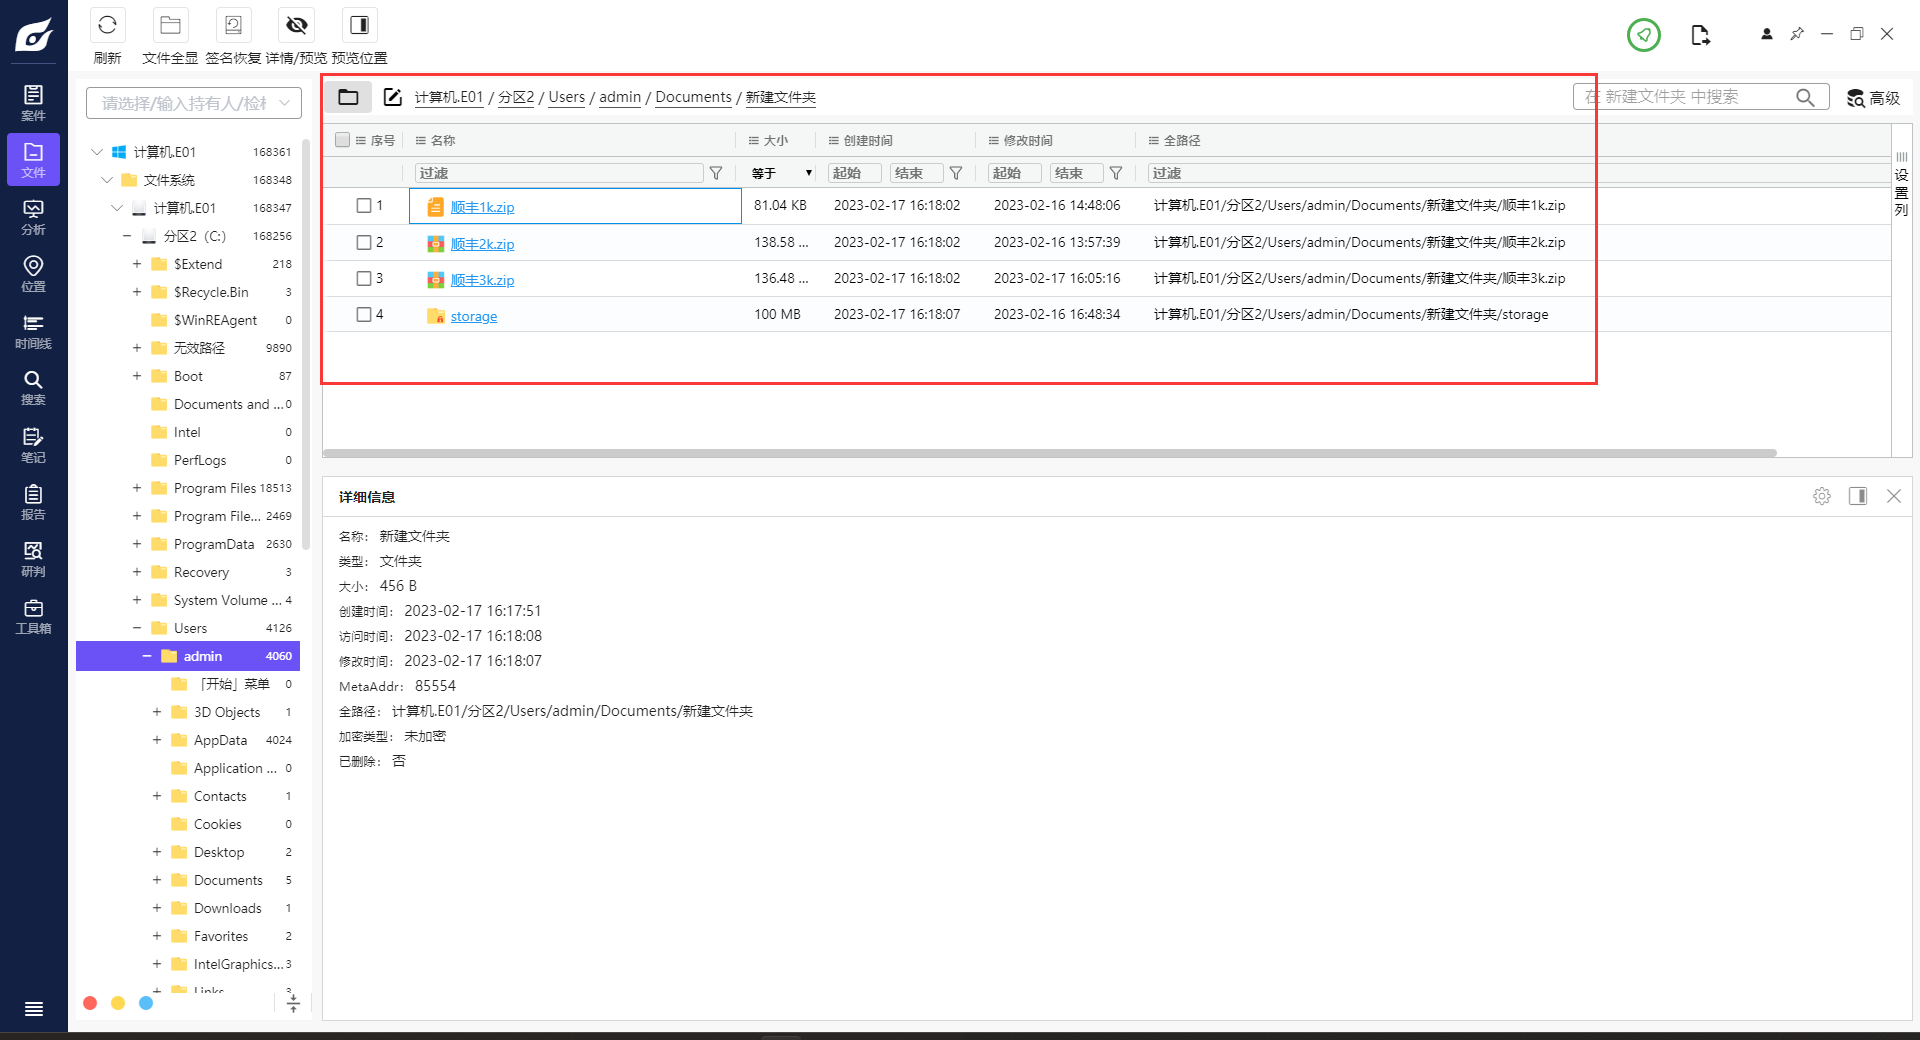 刷新 文件全显 签名恢复 详情/预览 预览位置
案件
文件
分析
位置
时间线
搜索
笔记
报告
研判
工具箱
计算机.E01 168361
文件系统 168348
计算机.E01 168347
分区2（C:） 168256
$Extend 218
$Recycle.Bin 3
$WinREAgent 0
无效路径 9890
Boot 87
Documents and ... 0
Intel 0
PerfLogs 0
Program Files 18513
Program File... 2469
ProgramData 2630
Recovery 3
System Volume ... 4
Users 4126
admin 4060
「开始」菜单 0
3D Objects 1
AppData 4024
Application ... 0
Contacts 1
Cookies 0
Desktop 2
Documents 5
Downloads 1
Favorites 2
IntelGraphics... 3
Links 3
计算机.E01 / 分区2 / Users / admin / Documents / 新建文件夹
在 新建文件夹 中搜索 高级
序号 名称 大小 创建时间 修改时间 全路径
过滤 等于 起始 结束 起始 结束 过滤
1 顺丰1k.zip 81.04 KB 2023-02-17 16:18:02 2023-02-16 14:48:06 计算机.E01/分区2/Users/admin/Documents/新建文件夹/顺丰1k.zip
2 顺丰2k.zip 138.58 ... 2023-02-17 16:18:02 2023-02-16 13:57:39 计算机.E01/分区2/Users/admin/Documents/新建文件夹/顺丰2k.zip
3 顺丰3k.zip 136.48 ... 2023-02-17 16:18:02 2023-02-17 16:05:16 计算机.E01/分区2/Users/admin/Documents/新建文件夹/顺丰3k.zip
4 storage 100 MB 2023-02-17 16:18:07 2023-02-16 16:48:34 计算机.E01/分区2/Users/admin/Documents/新建文件夹/storage
设置列
详细信息
名称： 新建文件夹
类型： 文件夹
大小： 456 B
创建时间： 2023-02-17 16:17:51
访问时间： 2023-02-17 16:18:08
修改时间： 2023-02-17 16:18:07
MetaAddr： 85554
全路径： 计算机.E01/分区2/Users/admin/Documents/新建文件夹
加密类型： 未加密
已删除： 否